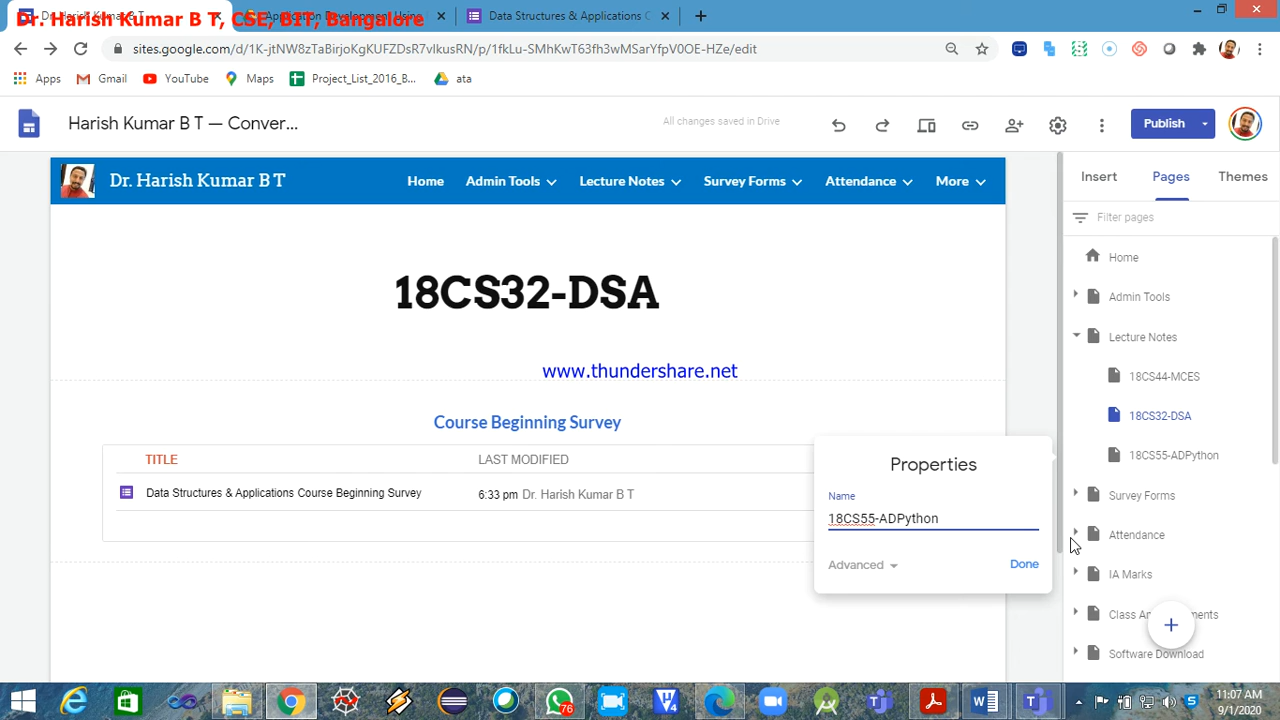 Dr. Harish Kumar B T, CSE, BIT, Bangalore
Data Structures & Applications C
sites.google.com/d/1K-jtNW8zTaBirjoKgKUFZDsR7vlkusRN/p/1fkLu-SMhKwT63fh3wMSarYfpV0OE-HZe/edit
Apps
Gmail
YouTube
Maps
Project_List_2016_B...
ata
Harish Kumar B T — Conver...
All changes saved in Drive
Publish
Dr. Harish Kumar B T
Home
Admin Tools
Lecture Notes
Survey Forms
Attendance
More
Insert
Pages
Themes
Filter pages
18CS32-DSA
www.thundershare.net
Course Beginning Survey
TITLE
LAST MODIFIED
Data Structures & Applications Course Beginning Survey
6:33 pm Dr. Harish Kumar B T
Properties
Name
18CS55-ADPython
Advanced
Done
Home
Admin Tools
Lecture Notes
18CS44-MCES
18CS32-DSA
18CS55-ADPython
Survey Forms
Attendance
IA Marks
Software Download
76
11:07 AM
9/1/2020